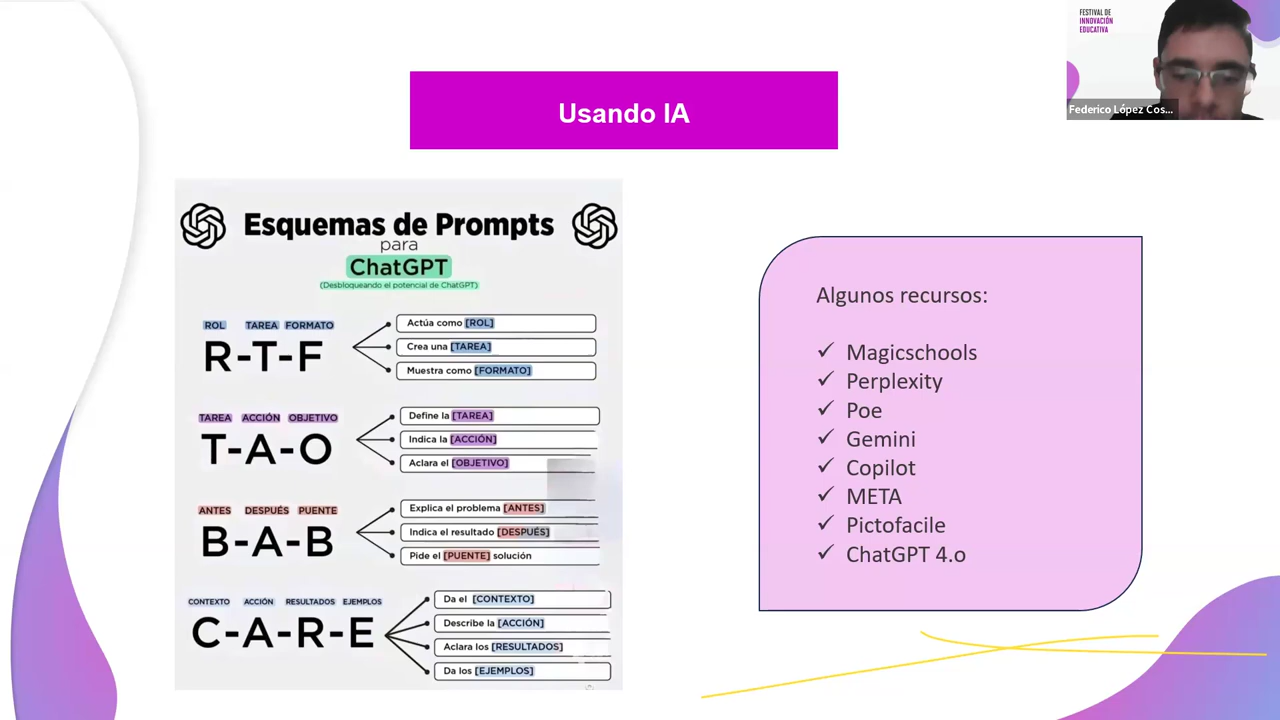 FESTIVAL DE
INNOVACIÓN
EDUCATIVA
Federico López Cos...
Usando IA
Esquemas de Prompts
para
ChatGPT
(Desbloqueando el potencial de ChatGPT)
ROL TAREA FORMATO
R-T-F
Actúa como [ROL]
Crea una [TAREA]
Muestra como [FORMATO]
TAREA ACCIÓN OBJETIVO
T-A-O
Define la [TAREA]
Indica la [ACCIÓN]
Aclara el [OBJETIVO]
ANTES DESPUÉS PUENTE
B-A-B
Explica el problema [ANTES]
Indica el resultado [DESPUÉS]
Pide el [PUENTE] solución
CONTEXTO ACCIÓN RESULTADOS EJEMPLOS
C-A-R-E
Da el [CONTEXTO]
Describe la [ACCIÓN]
Aclara los [RESULTADOS]
Da los [EJEMPLOS]
Algunos recursos:
✓ Magicschools
✓ Perplexity
✓ Poe
✓ Gemini
✓ Copilot
✓ META
✓ Pictofacile
✓ ChatGPT 4.o